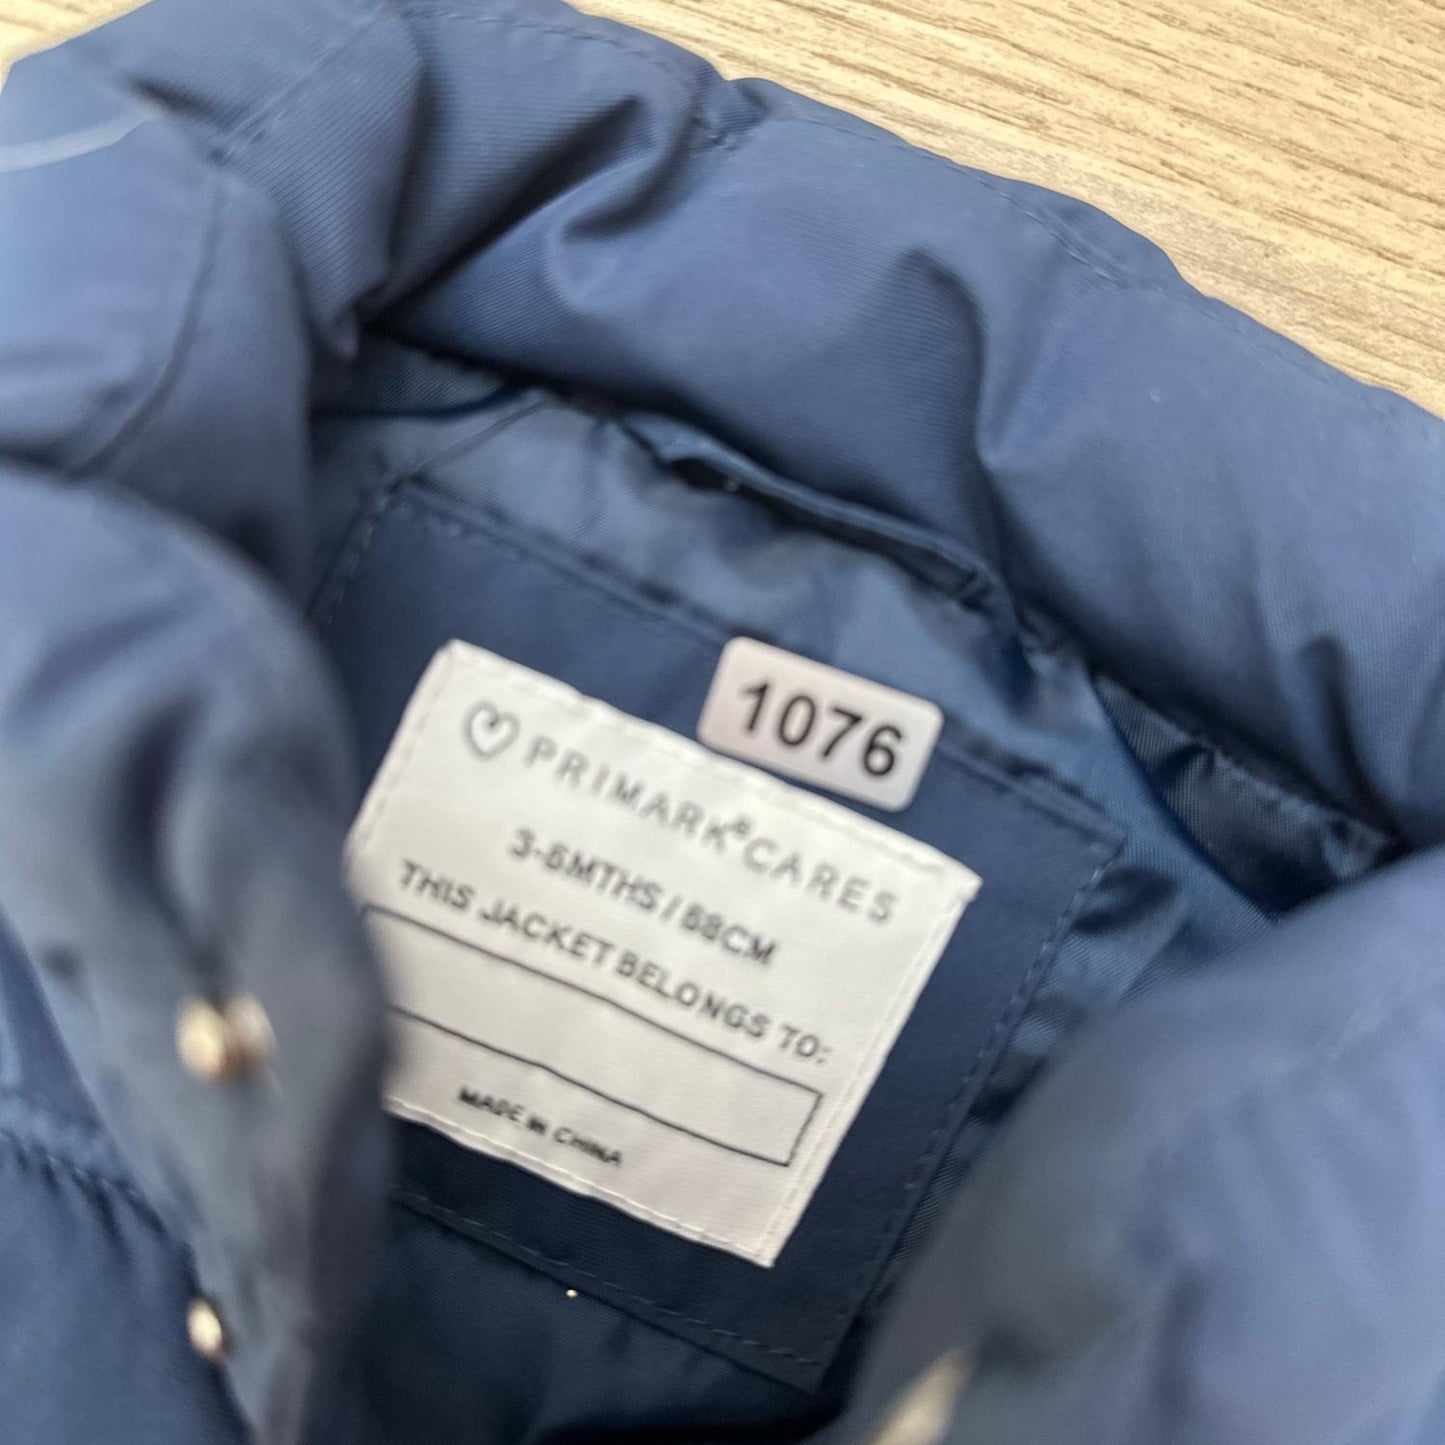 1076
PRIMARK® CARES
3-6MTHS / 68CM
THIS JACKET BELONGS TO:
MADE IN CHINA